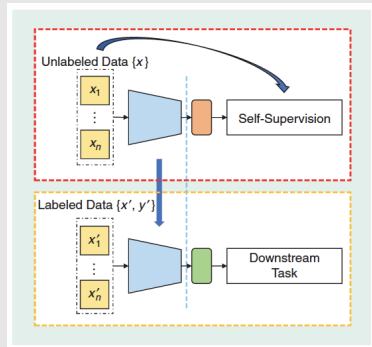 Unlabeled Data {x}
x₁
⋮
xₙ
Self-Supervision
Labeled Data {x′, y′}
x′₁
⋮
x′ₙ
Downstream
Task